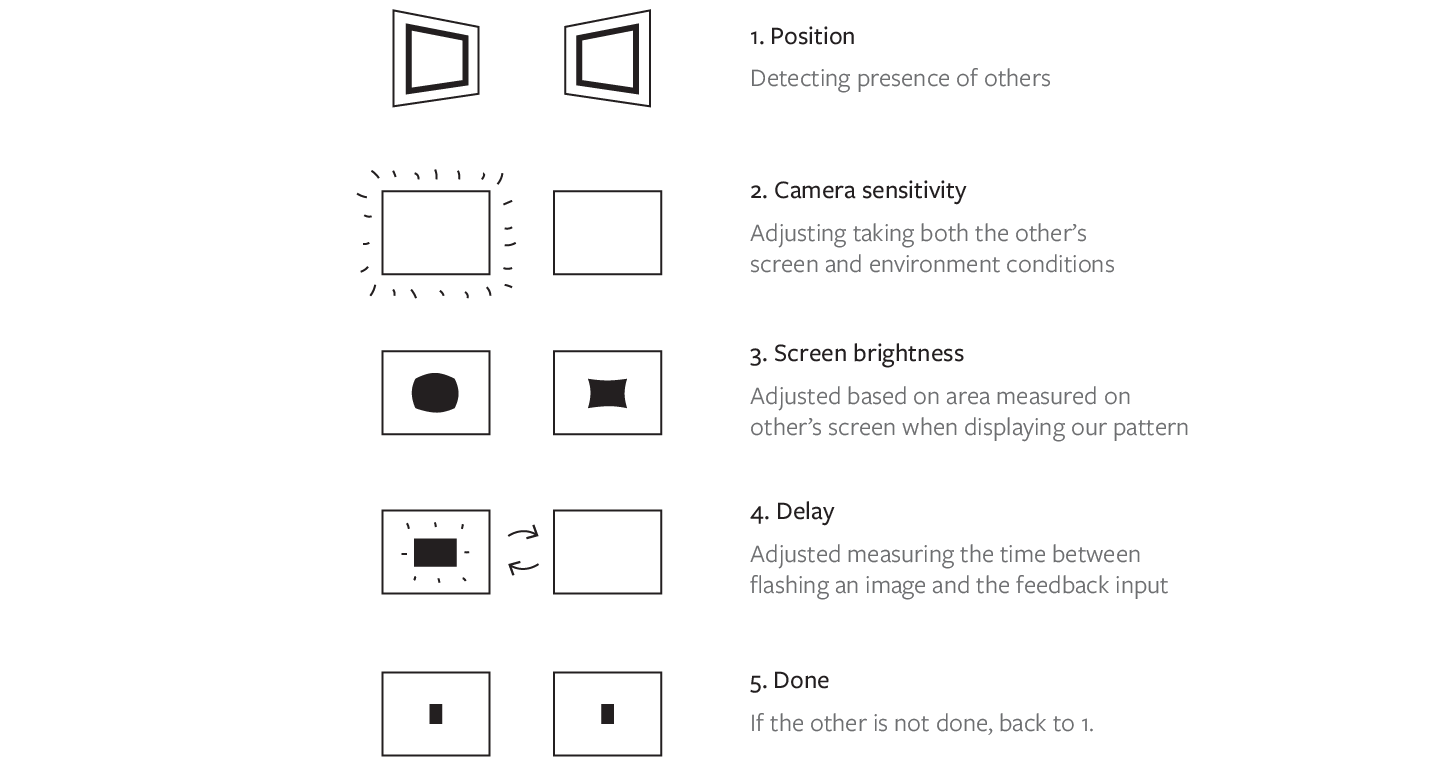 1. Position
Detecting presence of others
2. Camera sensitivity
Adjusting taking both the other’s
screen and environment conditions
3. Screen brightness
Adjusted based on area measured on
other’s screen when displaying our pattern
4. Delay
Adjusted measuring the time between
flashing an image and the feedback input
5. Done
If the other is not done, back to 1.